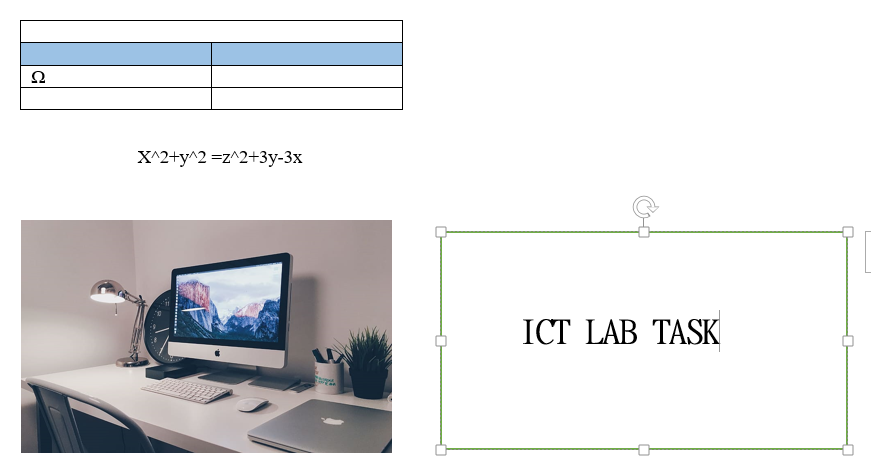 Ω
X^2+y^2 =z^2+3y-3x
ICT LAB TASK